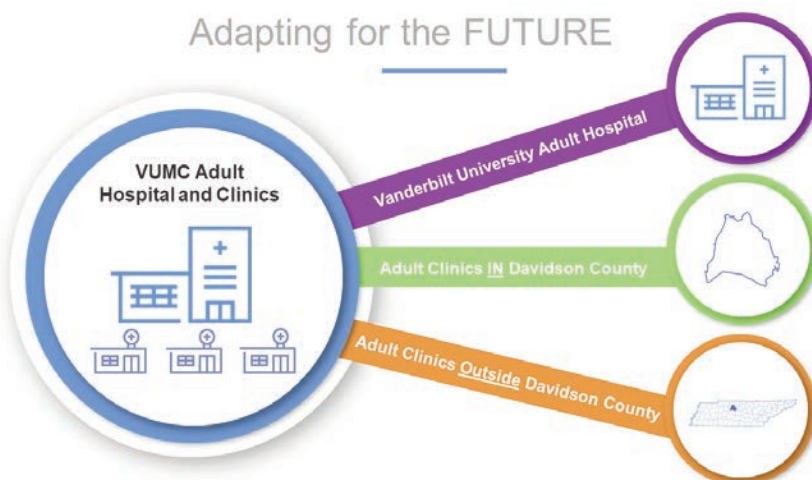 Adapting for the FUTURE
VUMC Adult
Hospital and Clinics
Vanderbilt University Adult Hospital
Adult Clinics IN Davidson County
Adult Clinics Outside Davidson County